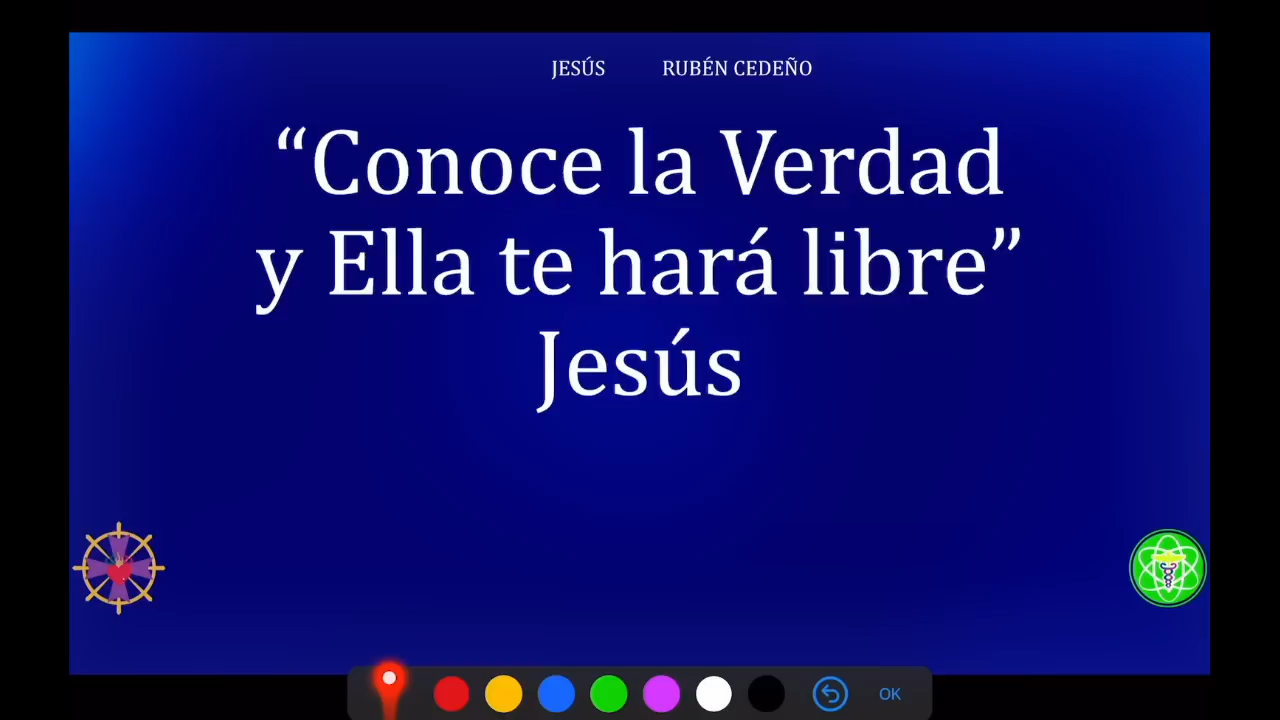 JESÚS RUBÉN CEDEÑO
“Conoce la Verdad
y Ella te hará libre”
Jesús
OK